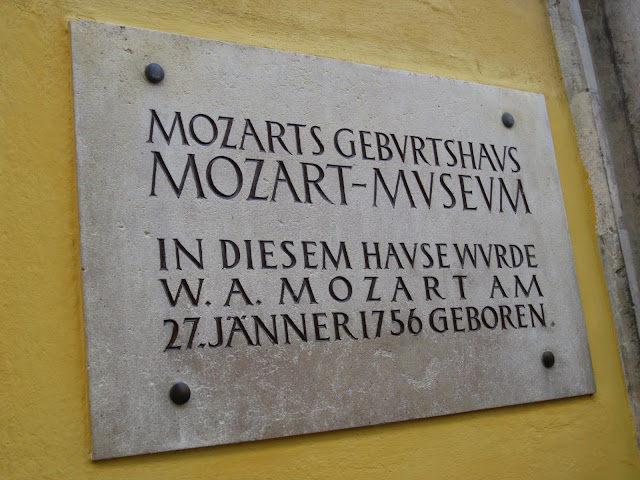 MOZARTS GEBVRTSHAVS
MOZART-MVSEVM
IN DIESEM HAVSE WVRDE
W. A. MOZART AM
27. JÄNNER 1756 GEBOREN.